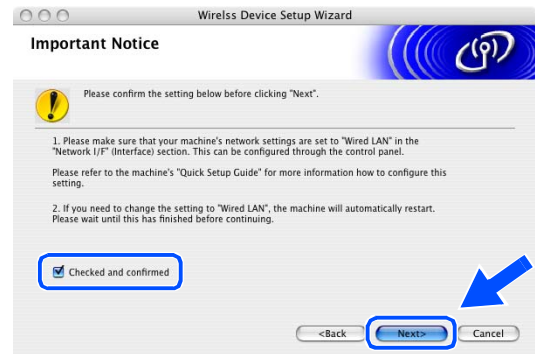 Wirelss Device Setup Wizard
Important Notice
Please confirm the setting below before clicking "Next".
1. Please make sure that your machine's network settings are set to "Wired LAN" in the
"Network I/F" (Interface) section. This can be configured through the control panel.
Please refer to the machine's "Quick Setup Guide" for more information how to configure this
setting.
2. If you need to change the setting to "Wired LAN", the machine will automatically restart.
Please wait until this has finished before continuing.
Checked and confirmed
<Back
Next>
Cancel